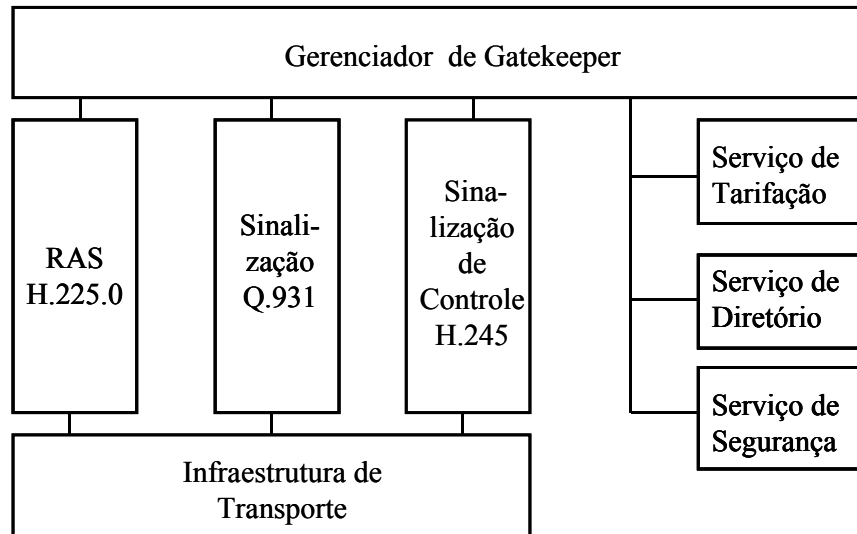 Gerenciador de Gatekeeper
RAS
H.225.0
Sinali-
zação
Q.931
Sina-
lização
de
Controle
H.245
Serviço de
Tarifação
Serviço de
Diretório
Serviço de
Segurança
Infraestrutura de
Transporte